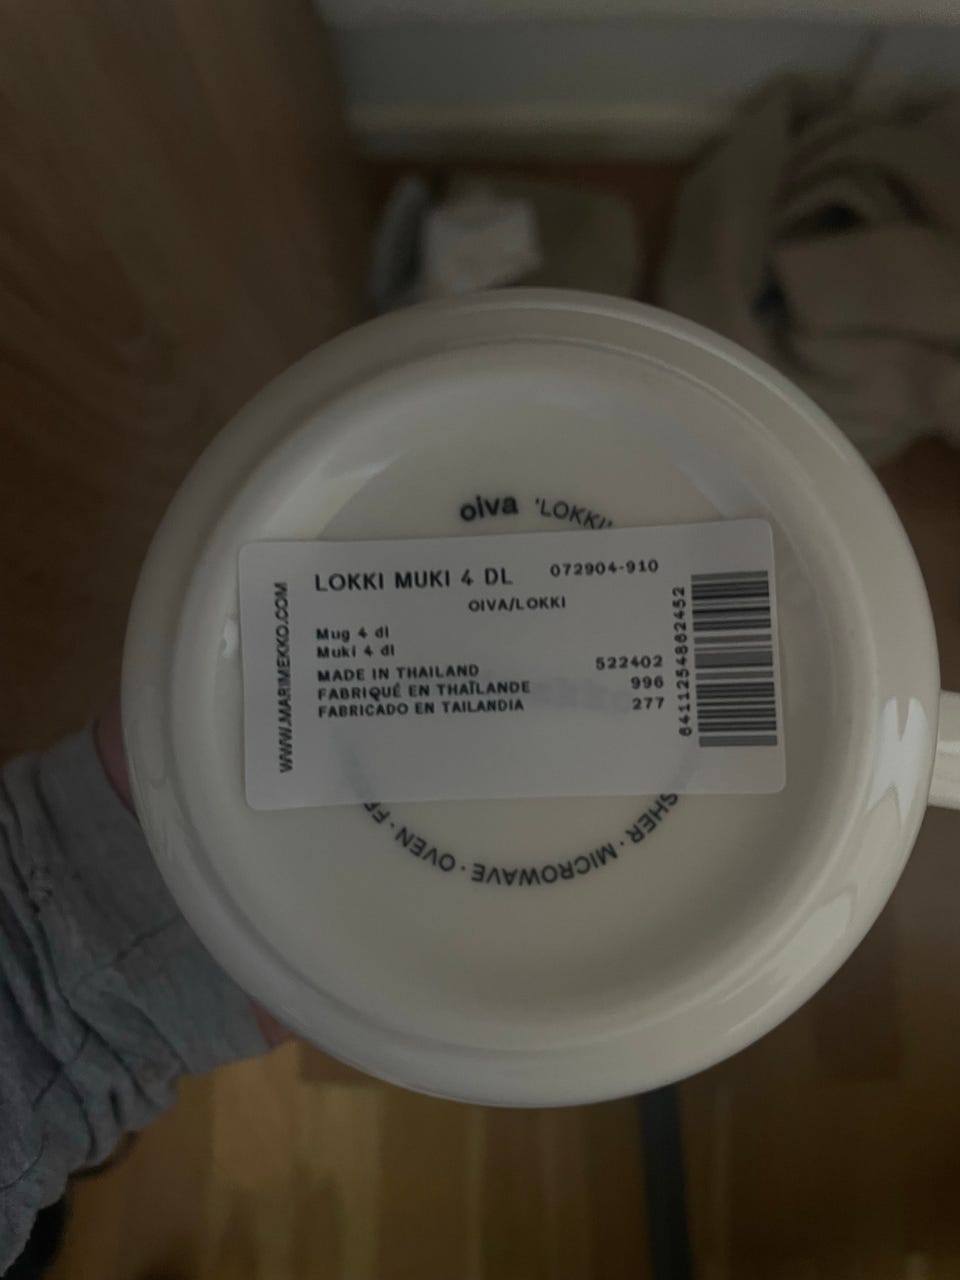 oiva 'LOKKI'
LOKKI MUKI 4 DL 072904-910
OIVA/LOKKI
Mug 4 dl
Muki 4 dl
MADE IN THAILAND 522402
FABRIQUÉ EN THAÏLANDE 996
FABRICADO EN TAILANDIA 277
WWW.MARIMEKKO.COM
6411254862452
SHER · MICROWAVE · OVEN · FR